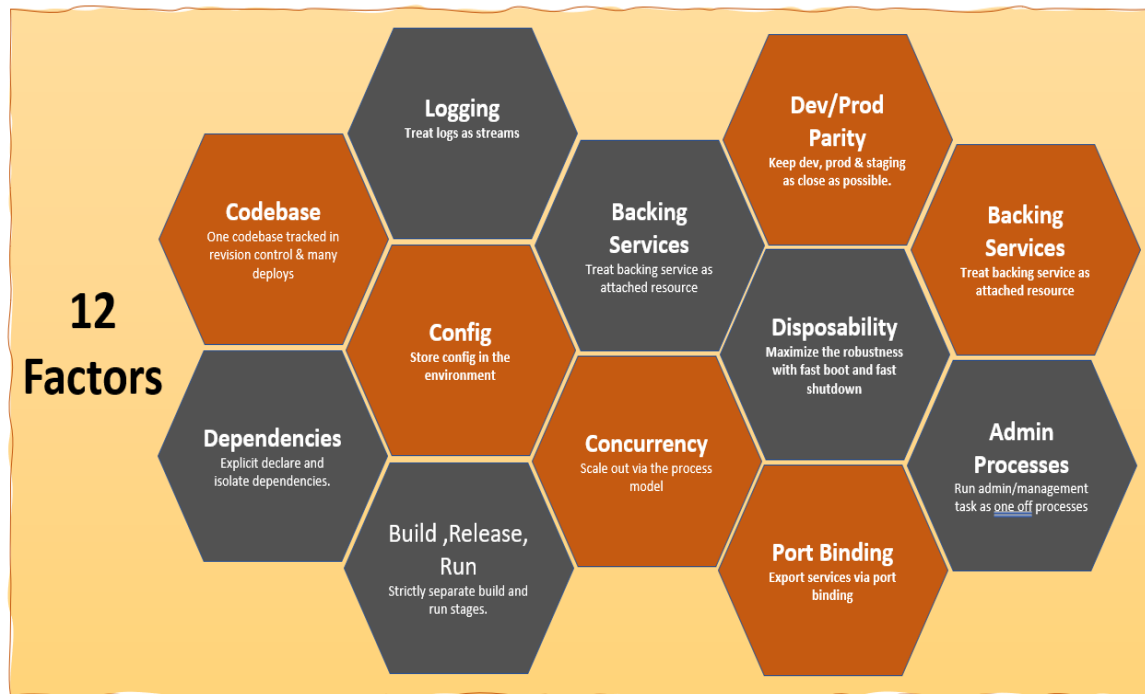 12
Factors
Codebase
One codebase tracked in
revision control & many
deploys
Dependencies
Explicit declare and
isolate dependencies.
Logging
Treat logs as streams
Config
Store config in the
environment
Build ,Release,
Run
Strictly separate build and
run stages.
Backing
Services
Treat backing service as
attached resource
Concurrency
Scale out via the process
model
Dev/Prod
Parity
Keep dev, prod & staging
as close as possible.
Disposability
Maximize the robustness
with fast boot and fast
shutdown
Port Binding
Export services via port
binding
Backing
Services
Treat backing service as
attached resource
Admin
Processes
Run admin/management
task as one off processes